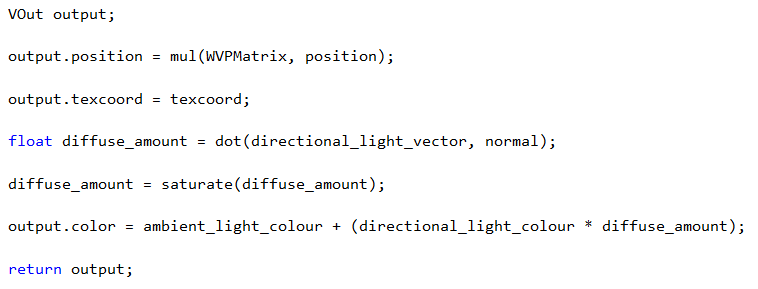 VOut output;
output.position = mul(WVPMatrix, position);
output.texcoord = texcoord;
float diffuse_amount = dot(directional_light_vector, normal);
diffuse_amount = saturate(diffuse_amount);
output.color = ambient_light_colour + (directional_light_colour * diffuse_amount);
return output;